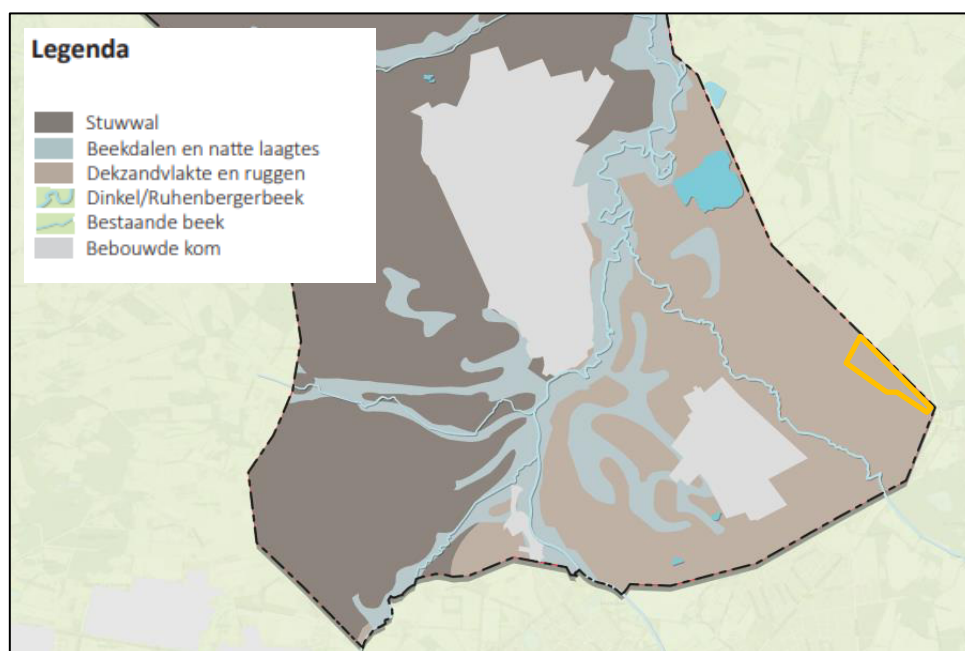 Legenda
Stuwwal
Beekdalen en natte laagtes
Dekzandvlakte en ruggen
Dinkel/Ruhenbergerbeek
Bestaande beek
Bebouwde kom